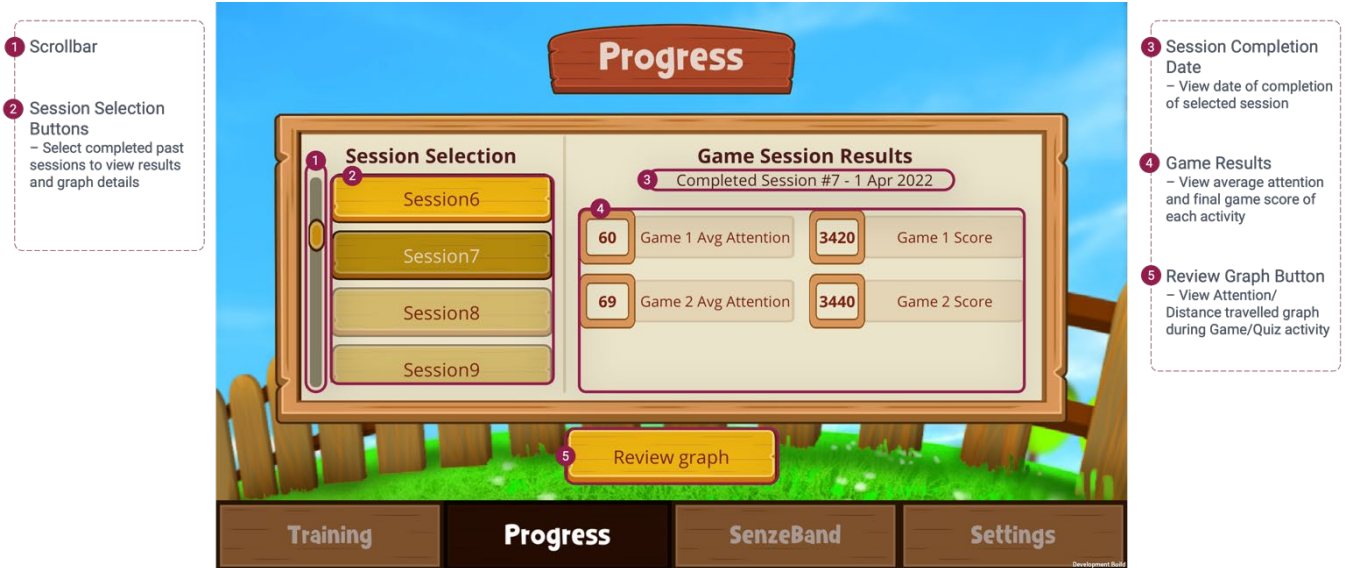 1 Scrollbar
2 Session Selection
Buttons
– Select completed past
sessions to view results
and graph details
Progress
1 Session Selection
2
Session6
Session7
Session8
Session9
Game Session Results
3 Completed Session #7 - 1 Apr 2022
4
60 Game 1 Avg Attention 3420 Game 1 Score
69 Game 2 Avg Attention 3440 Game 2 Score
5 Review graph
Training Progress SenzeBand Settings
Development Build
3 Session Completion
Date
– View date of completion
of selected session
4 Game Results
– View average attention
and final game score of
each activity
5 Review Graph Button
– View Attention/
Distance travelled graph
during Game/Quiz activity